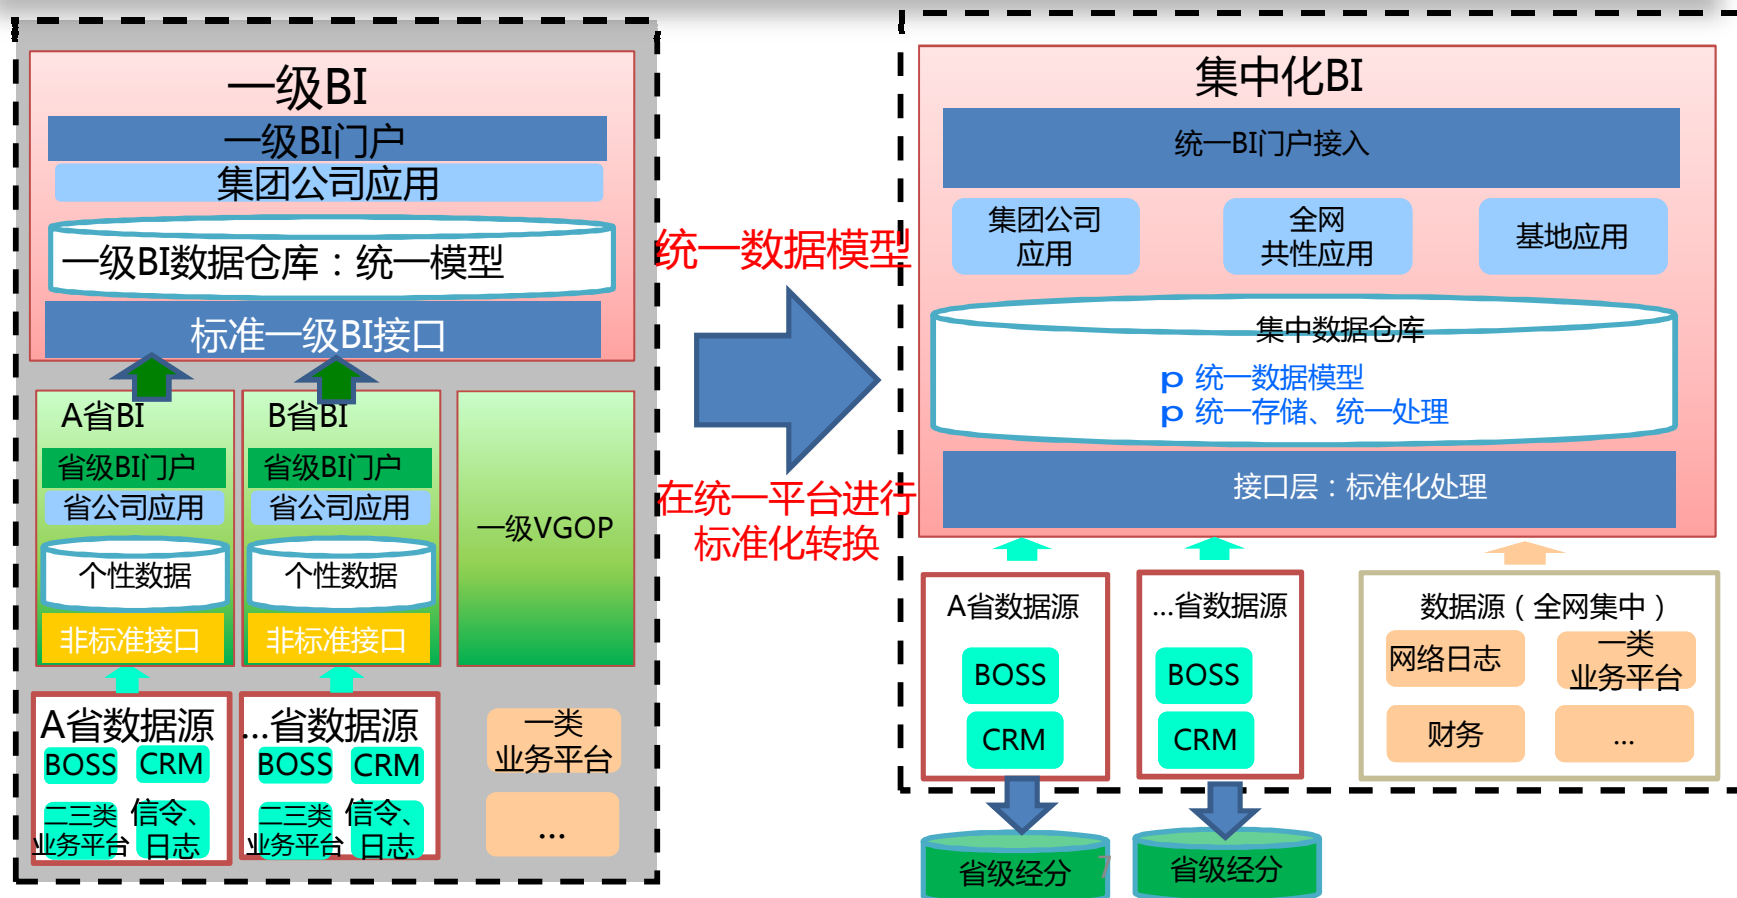 一级BI
一级BI门户
集团公司应用
一级BI数据仓库：统一模型
标准一级BI接口
A省BI
省级BI门户
省公司应用
个性数据
非标准接口
B省BI
省级BI门户
省公司应用
个性数据
非标准接口
一级VGOP
A省数据源
BOSS
CRM
二三类
业务平台
信令、
日志
...省数据源
BOSS
CRM
二三类
业务平台
信令、
日志
一类
业务平台
...
统一数据模型
在统一平台进行
标准化转换
集中化BI
统一BI门户接入
集团公司
应用
全网
共性应用
基地应用
集中数据仓库
p 统一数据模型
p 统一存储、统一处理
接口层：标准化处理
A省数据源
BOSS
CRM
...省数据源
BOSS
CRM
数据源（全网集中）
网络日志
一类
业务平台
财务
...
省级经分
7
省级经分